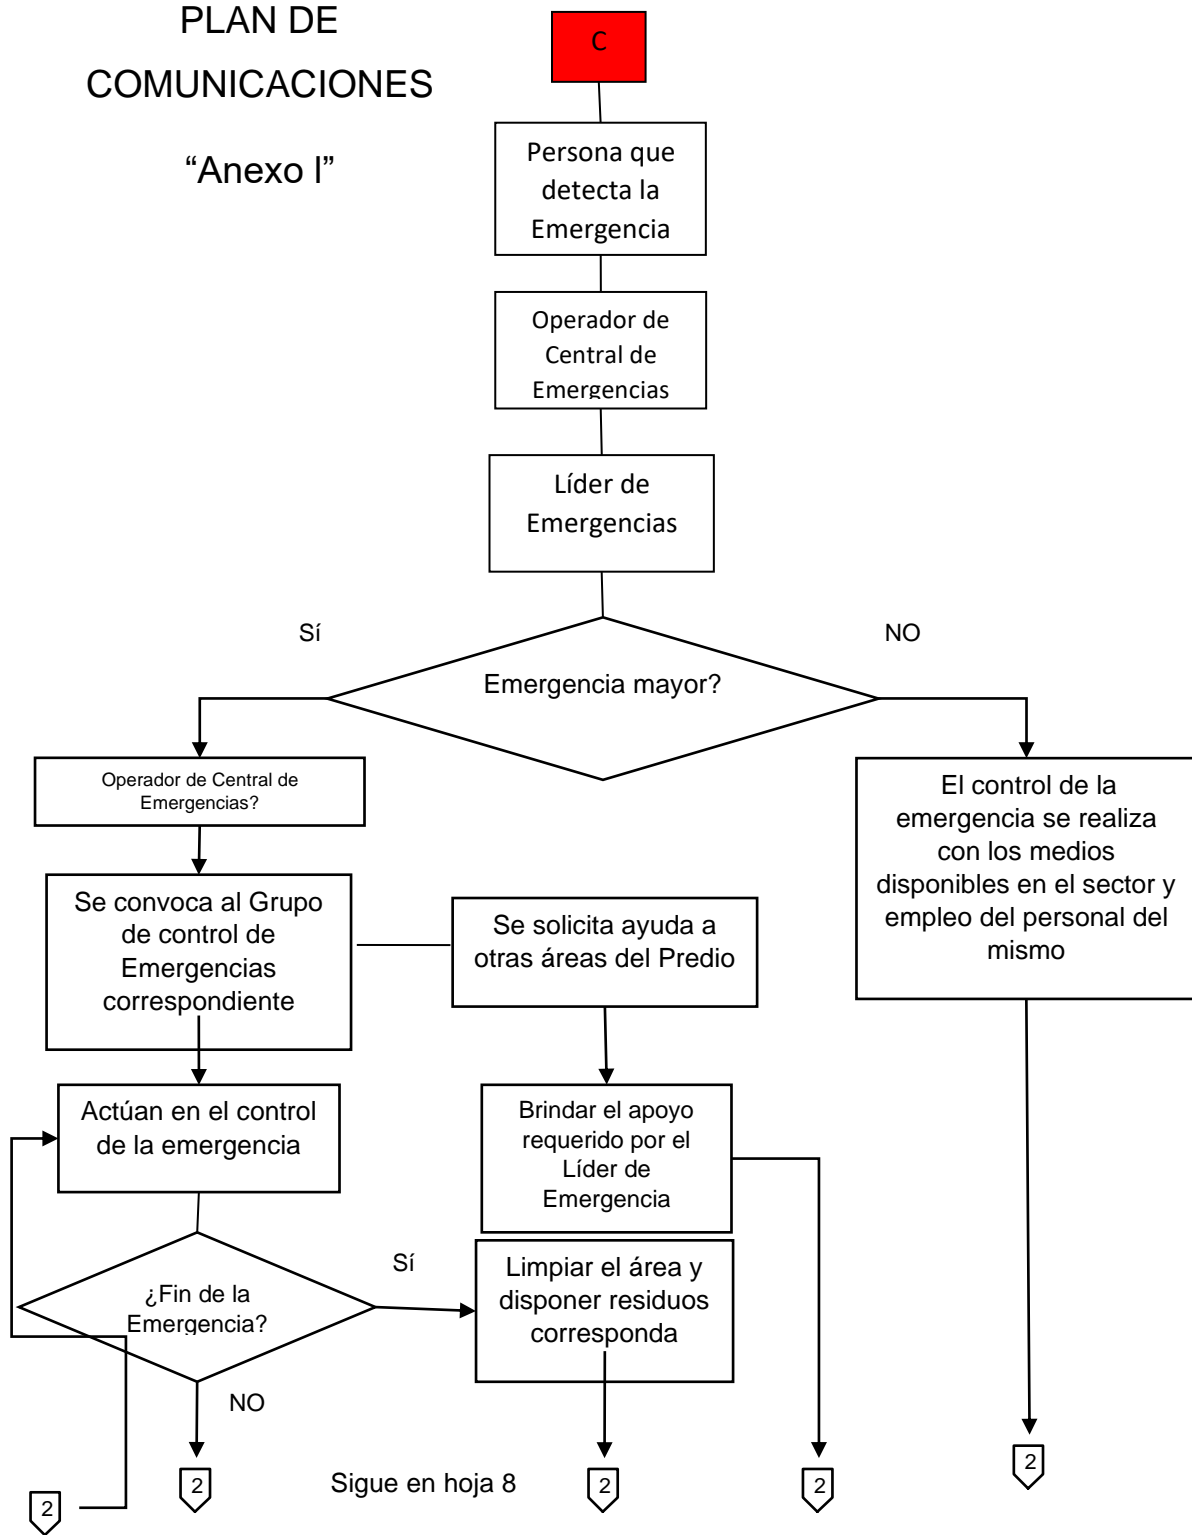 PLAN DE
COMUNICACIONES
“Anexo I”
C
Persona que
detecta la
Emergencia
Operador de
Central de
Emergencias
Líder de
Emergencias
Sí
NO
Emergencia mayor?
Operador de Central de
Emergencias?
El control de la
emergencia se realiza
con los medios
disponibles en el sector y
empleo del personal del
mismo
Se convoca al Grupo
de control de
Emergencias
correspondiente
Se solicita ayuda a
otras áreas del Predio
Actúan en el control
de la emergencia
Brindar el apoyo
requerido por el
Líder de
Emergencia
¿Fin de la
Emergencia?
Sí
Limpiar el área y
disponer residuos
corresponda
NO
2
2
Sigue en hoja 8
2
2
2